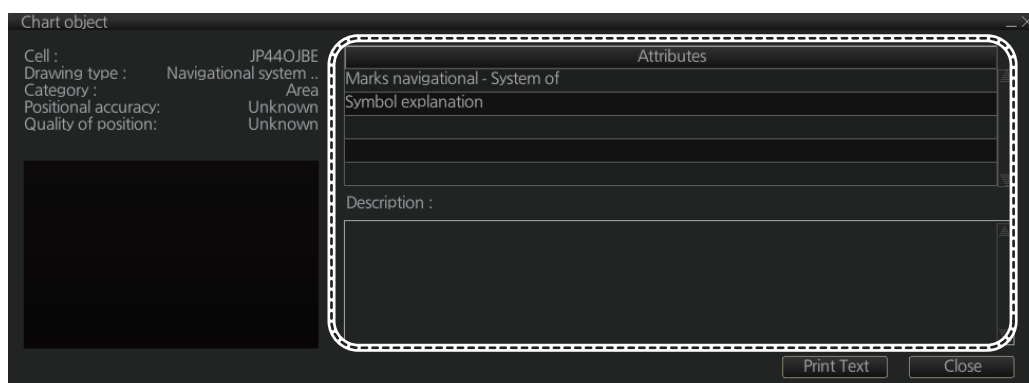 Chart object
Cell : JP44OJBE
Drawing type : Navigational system ..
Category : Area
Positional accuracy: Unknown
Quality of position: Unknown
Attributes
Marks navigational - System of
Symbol explanation
Description :
Print Text
Close